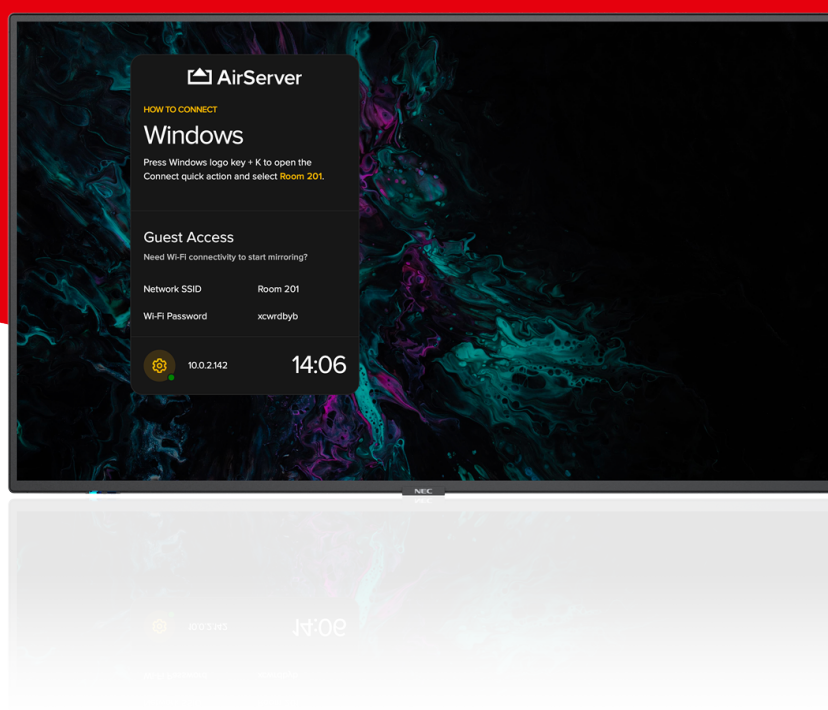 AirServer
HOW TO CONNECT
Windows
Press Windows logo key + K to open the
Connect quick action and select Room 201.
Guest Access
Need Wi-Fi connectivity to start mirroring?
Network SSID Room 201
Wi-Fi Password xcwrdbyb
10.0.2.142 14:06
NEC